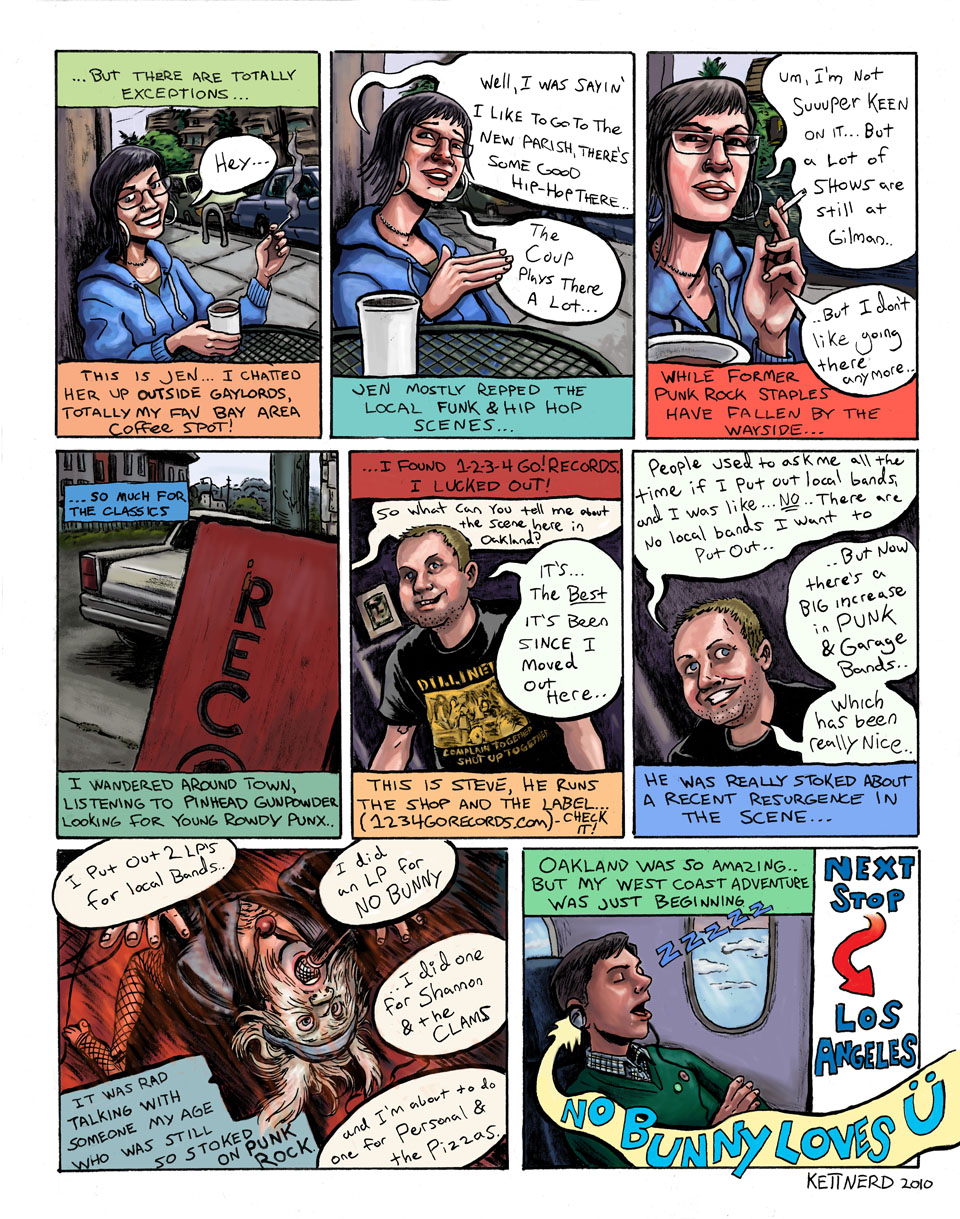 ...BUT THERE ARE TOTALLY
EXCEPTIONS...
Hey...
THIS IS JEN... I CHATTED
HER UP OUTSIDE GAYLORDS,
TOTALLY MY FAV BAY AREA
COFFEE SPOT!
Well, I WAS SAYIN'
I LIKE TO GO TO THE
NEW PARISH, THERE'S
SOME GOOD
HIP-HOP THERE..
The
Coup
Plays There
A Lot...
JEN MOSTLY REPPED THE
LOCAL FUNK & HIP HOP
SCENES...
Um, I'm Not
Suuuper KEEN
ON IT... But
a Lot of
SHOWS are
still at
Gilman..
..But I don't
like going
there
anymore..
WHILE FORMER
PUNK ROCK STAPLES
HAVE FALLEN BY THE
WAYSIDE...
...SO MUCH FOR
THE CLASSICS
RECO
I WANDERED AROUND TOWN,
LISTENING TO PINHEAD GUNPOWDER
LOOKING FOR YOUNG ROWDY PUNX..
...I FOUND 1-2-3-4 GO! RECORDS.
I LUCKED OUT!
So what can you tell me about
the scene here in
Oakland?
IT'S...
The Best
IT'S Been
SINCE I
Moved
Out
Here..
DILLINE
COMPLAIN TOGETHER
SHUT UP TOGETHER
THIS IS STEVE, HE RUNS
THE SHOP AND THE LABEL...
(1234GORECORDS.COM)-CHECK
IT!
People used to ask me all the
time if I Put out local bands,
and I was like... NO.. There are
No local bands I want to
Put Out..
..But Now
there's a
BIG increase
in PUNK
& Garage
Bands..
Which
has been
really Nice..
HE WAS REALLY STOKED ABOUT
A RECENT RESURGENCE IN
THE SCENE...
I Put Out 2 LP's
for local Bands..
I did
an LP for
NO BUNNY
..I did one
for Shannon
& the
CLAMS
and I'm about to do
one for Personal &
the Pizzas.
IT WAS RAD
TALKING WITH
SOMEONE MY AGE
WHO WAS STILL
SO STOKED
ON PUNK
ROCK.
OAKLAND WAS SO AMAZING..
BUT MY WEST COAST ADVENTURE
WAS JUST BEGINNING
ZZZZZ
NEXT
STOP
LOS
ANGELES
NO BUNNY LOVES Ü
KETTNERD 2010